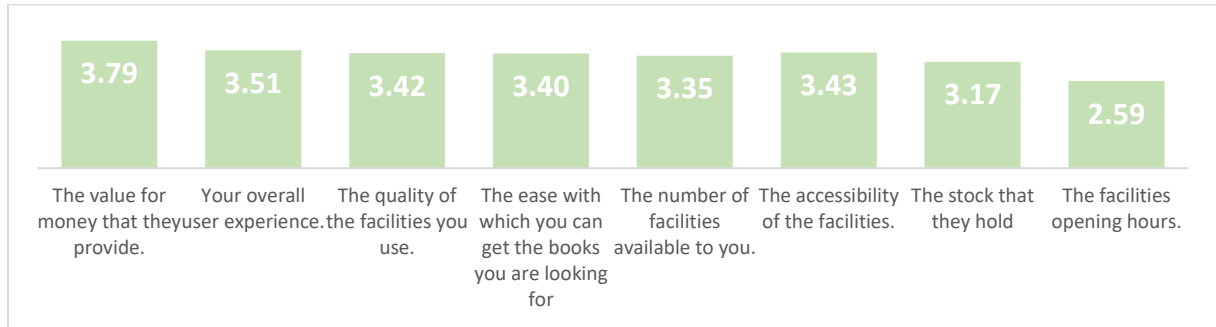 3.79
3.51
3.42
3.40
3.35
3.43
3.17
2.59
The value for
money that they
provide.
Your overall
user experience.
The quality of
the facilities you
use.
The ease with
which you can
get the books
you are looking
for
The number of
facilities
available to you.
The accessibility
of the facilities.
The stock that
they hold
The facilities
opening hours.